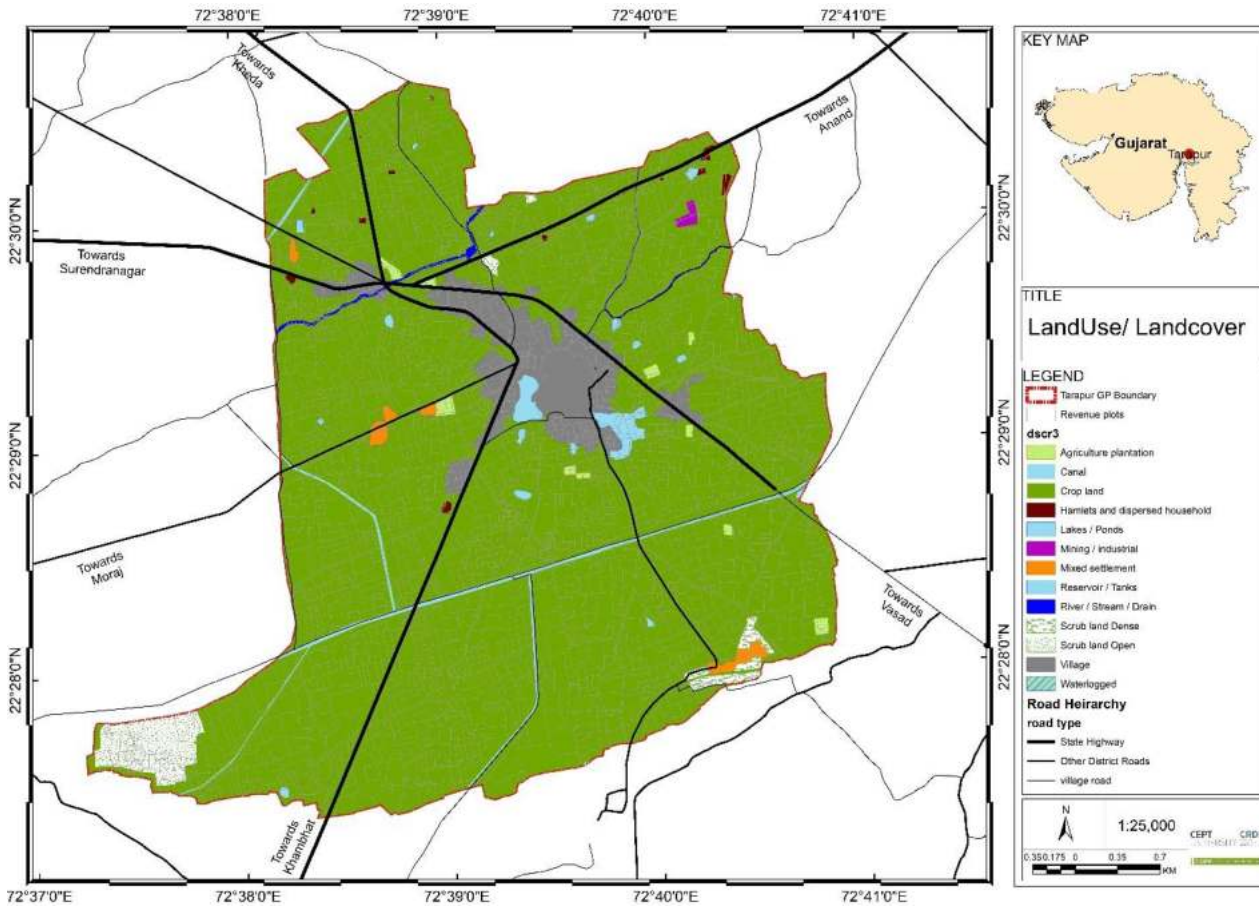 72°38'0"E
72°39'0"E
72°40'0"E
72°41'0"E
22°30'0"N
22°29'0"N
22°28'0"N
Towards
Kheda
Towards
Anand
Towards
Surendranagar
Towards
Moraj
Towards
Vasad
Towards
Khambhat
22°30'0"N
22°29'0"N
22°28'0"N
72°37'0"E
72°38'0"E
72°39'0"E
72°40'0"E
72°41'0"E
KEY MAP
Gujarat
Tarapur
TITLE
LandUse/ Landcover
LEGEND
Tarapur GP Boundary
Revenue plots
dscr3
Agriculture plantation
Canal
Crop land
Hamlets and dispersed household
Lakes / Ponds
Mining / industrial
Mixed settlement
Reservoir / Tanks
River / Stream / Drain
Scrub land Dense
Scrub land Open
Village
Waterlogged
Road Heirarchy
road type
State Highway
Other District Roads
village road
N
1:25,000
0.35 0.175 0 0.35 0.7
KM
CEPT
UNIVERSITY
CRD